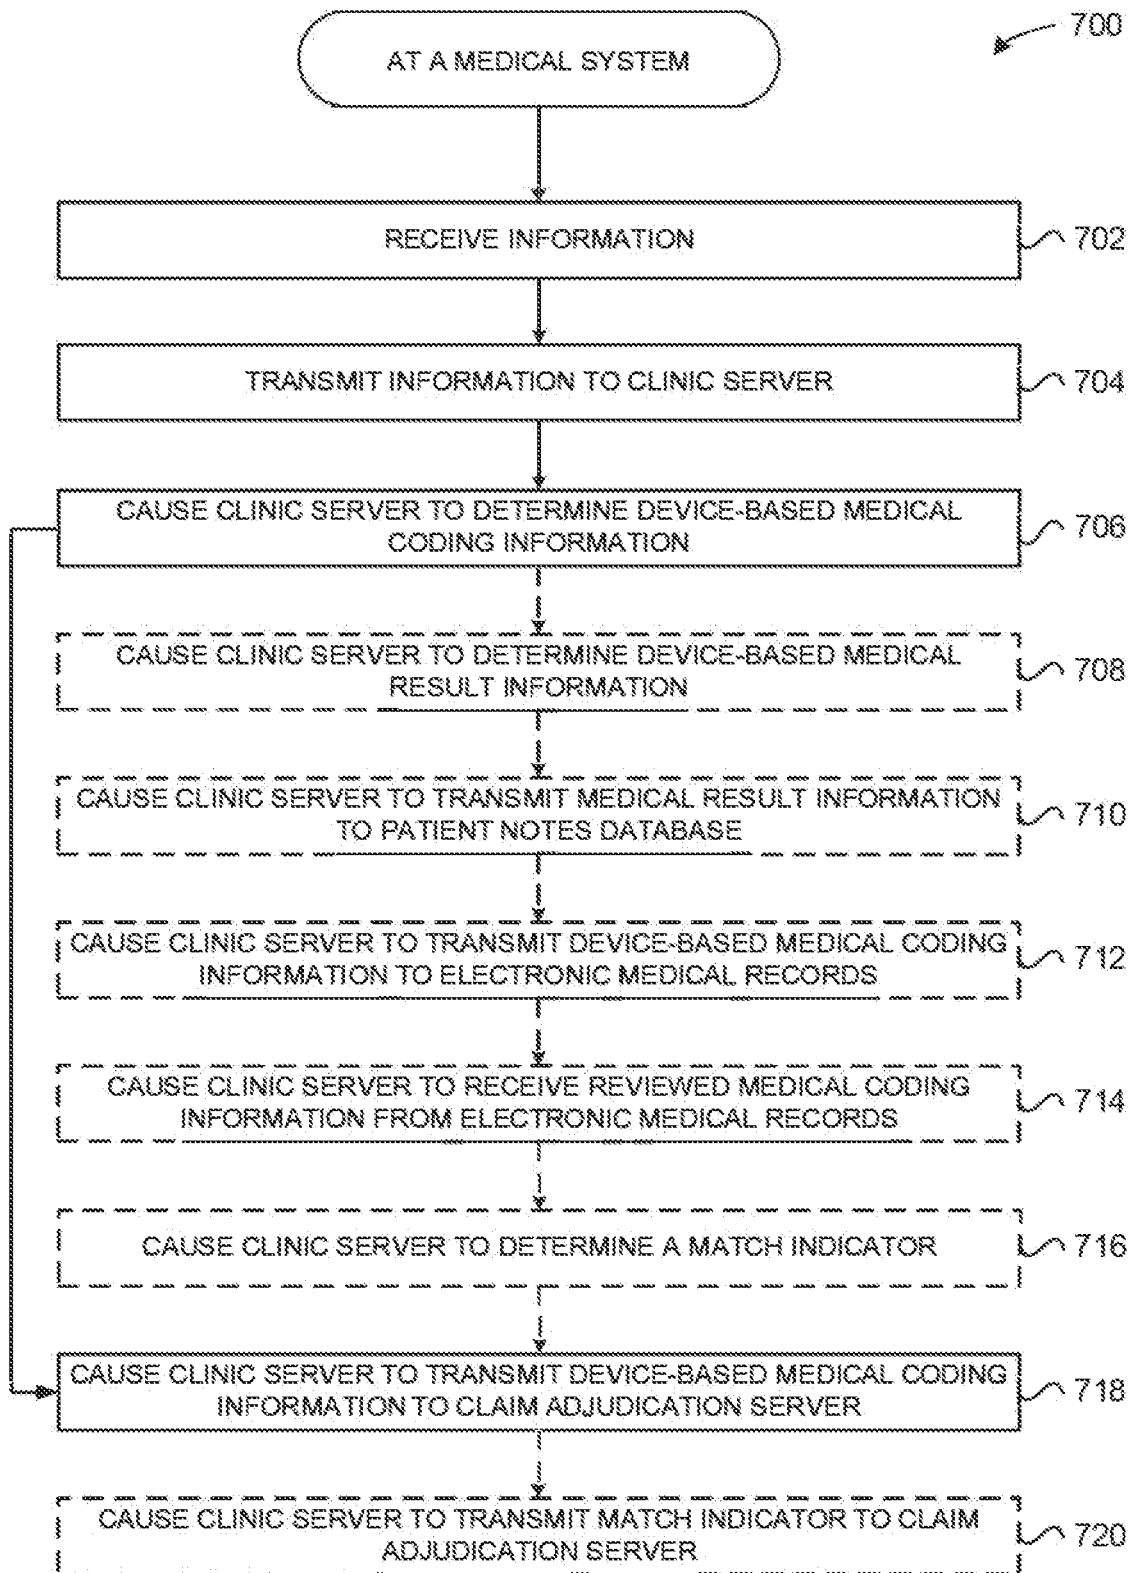 700
AT A MEDICAL SYSTEM
RECEIVE INFORMATION
702
TRANSMIT INFORMATION TO CLINIC SERVER
704
CAUSE CLINIC SERVER TO DETERMINE DEVICE-BASED MEDICAL
CODING INFORMATION
706
CAUSE CLINIC SERVER TO DETERMINE DEVICE-BASED MEDICAL
RESULT INFORMATION
708
CAUSE CLINIC SERVER TO TRANSMIT MEDICAL RESULT INFORMATION
TO PATIENT NOTES DATABASE
710
CAUSE CLINIC SERVER TO TRANSMIT DEVICE-BASED MEDICAL CODING
INFORMATION TO ELECTRONIC MEDICAL RECORDS
712
CAUSE CLINIC SERVER TO RECEIVE REVIEWED MEDICAL CODING
INFORMATION FROM ELECTRONIC MEDICAL RECORDS
714
CAUSE CLINIC SERVER TO DETERMINE A MATCH INDICATOR
716
CAUSE CLINIC SERVER TO TRANSMIT DEVICE-BASED MEDICAL CODING
INFORMATION TO CLAIM ADJUDICATION SERVER
718
CAUSE CLINIC SERVER TO TRANSMIT MATCH INDICATOR TO CLAIM
ADJUDICATION SERVER
720